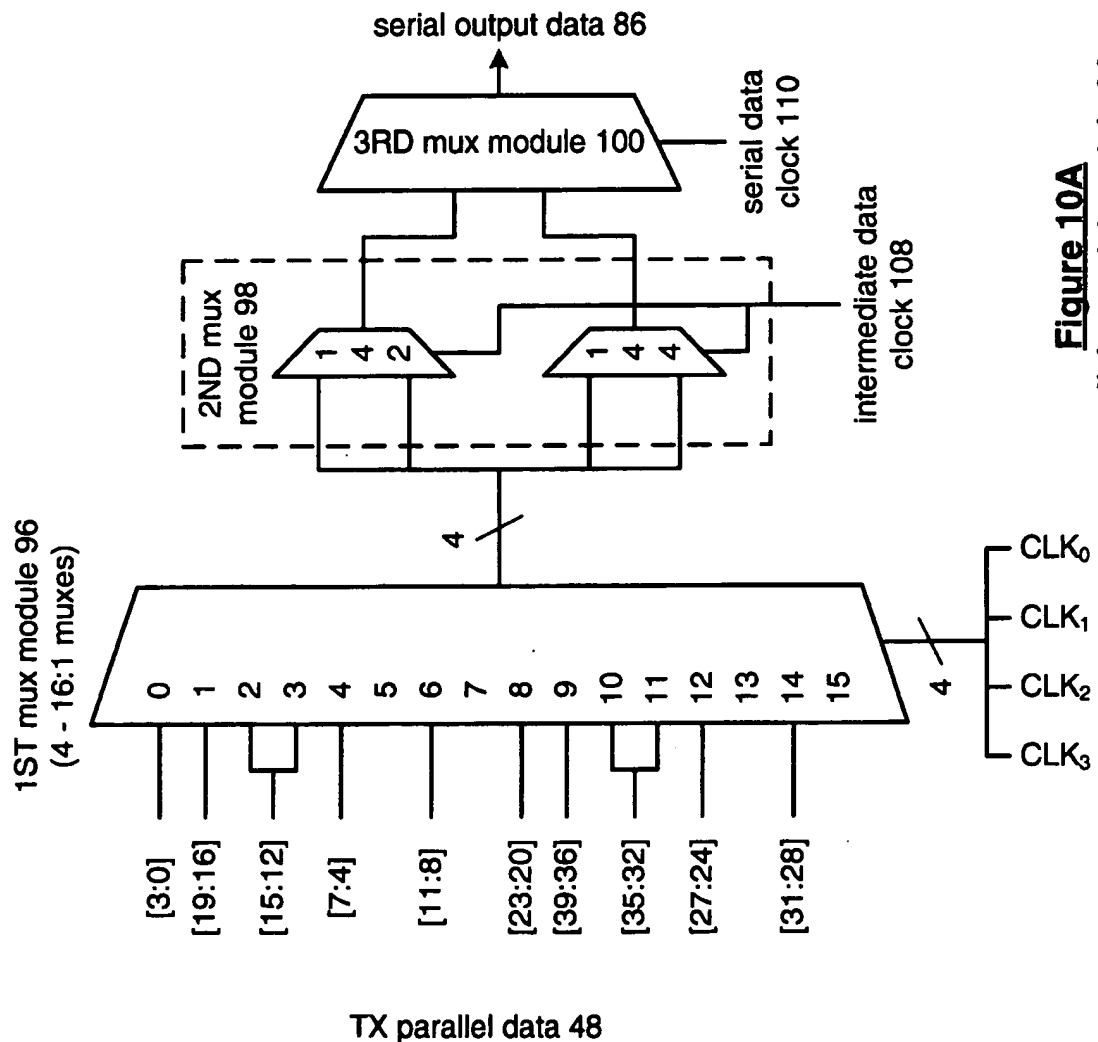 serial output data 86
3RD mux module 100
serial data
clock 110
2ND mux
module 98
1
4
2
1
4
4
intermediate data
clock 108
4
1ST mux module 96
(4 - 16:1 muxes)
0
1
2
3
4
5
6
7
8
9
10
11
12
13
14
15
[3:0]
[19:16]
[15:12]
[7:4]
[11:8]
[23:20]
[39:36]
[35:32]
[27:24]
[31:28]
4
CLK₀
CLK₁
CLK₂
CLK₃
TX parallel data 48
Figure 10A